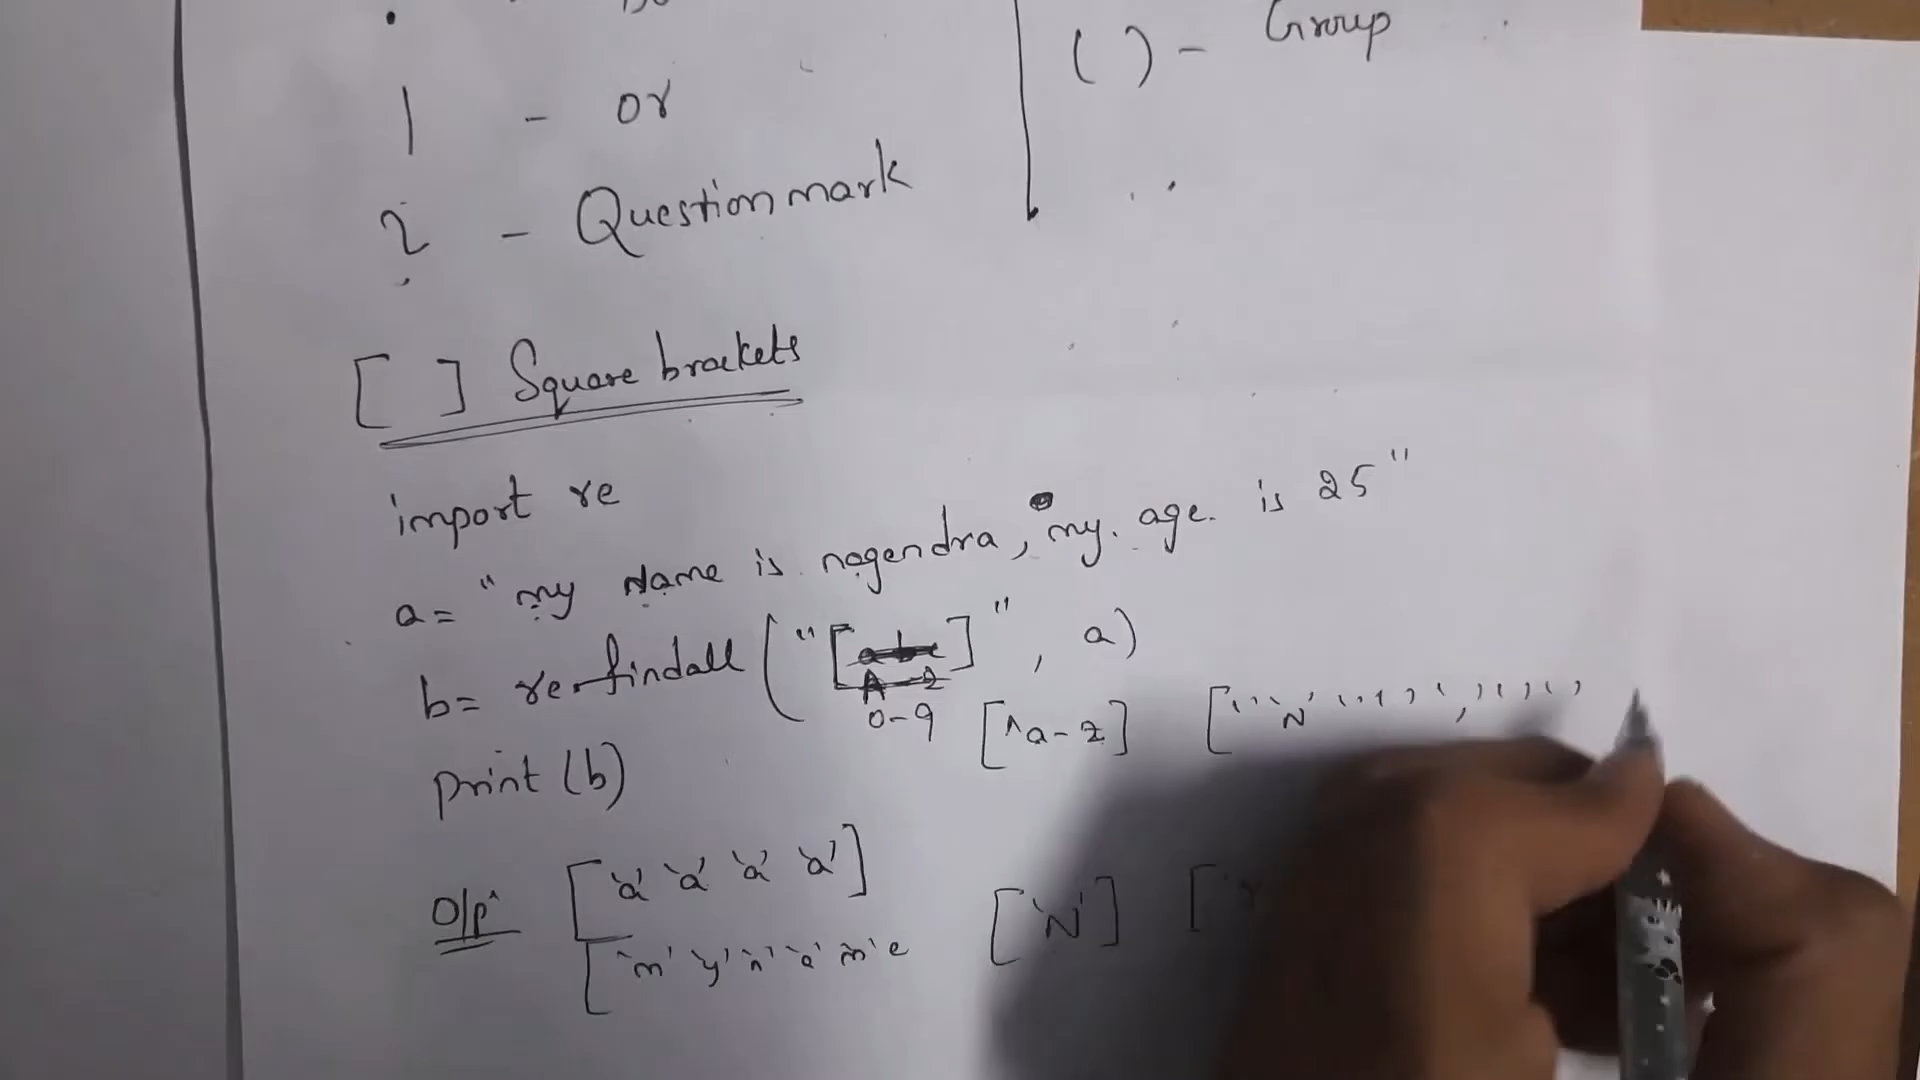 ( ) - Group
| - or
? - Question mark
[ ] Square brackets
import re
a = "my Name is nagendra, my age is 25"
b = re.findall ("[abc]", a)
A-Z
0-9 [^a-z] [' ' 'N' ' ' ' ' ' , ' ' ' '
print (b)
O/p ['a' 'a' 'a' 'a']
['N'] [
['m' 'y' 'n' 'a' 'm' e